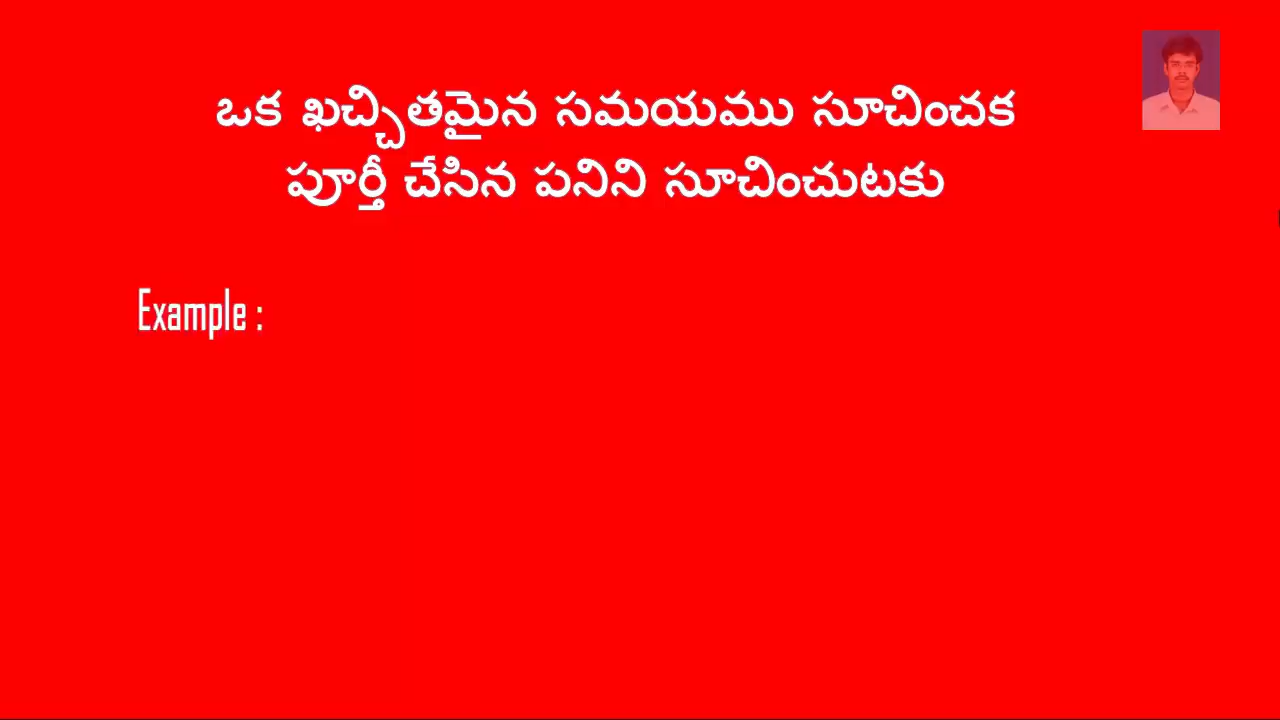 ఒక ఖచ్చితమైన సమయము సూచించక
పూర్తీ చేసిన పనిని సూచించుటకు
Example :